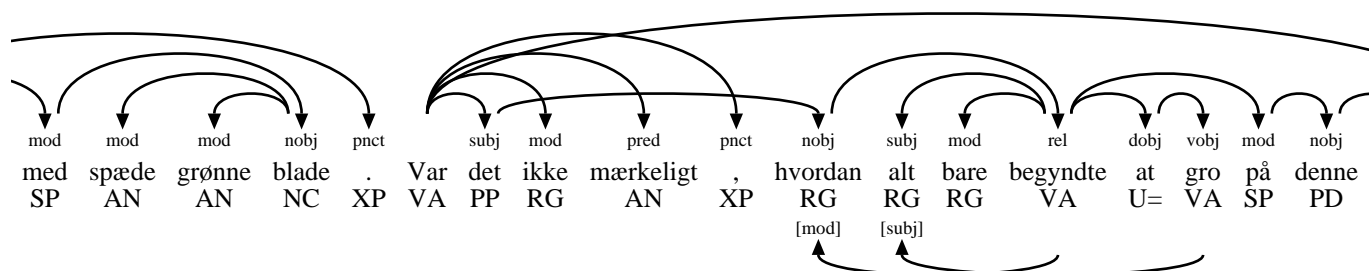 mod mod mod nobj pnct subj mod pred pnct nobj subj mod rel dobj vobj mod nobj
med spæde grønne blade . Var det ikke mærkeligt , hvordan alt bare begyndte at gro på denne
SP AN AN NC XP VA PP RG AN XP RG RG RG VA U= VA SP PD
[mod] [subj]